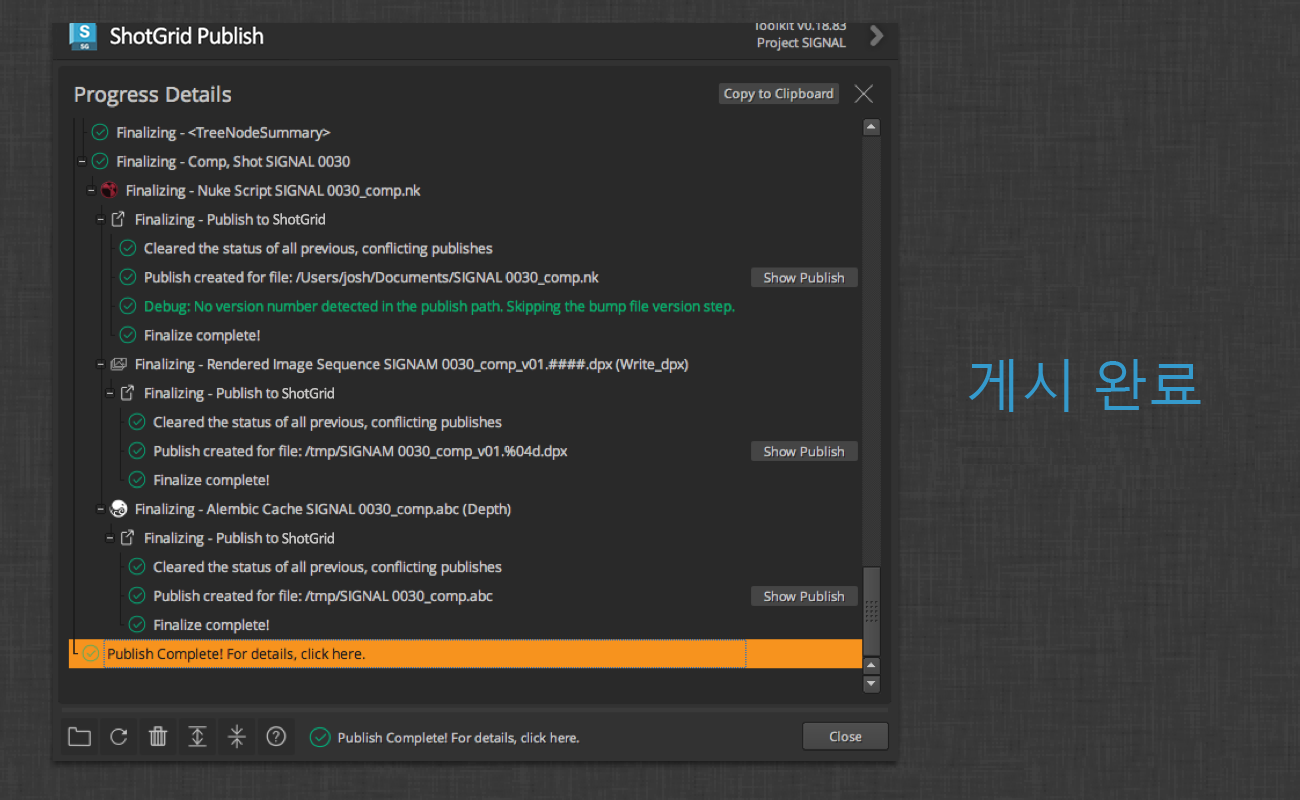 S
SG
ShotGrid Publish
Toolkit v0.18.83
Project SIGNAL
Progress Details
Copy to Clipboard
Finalizing - <TreeNodeSummary>
Finalizing - Comp, Shot SIGNAL 0030
Finalizing - Nuke Script SIGNAL 0030_comp.nk
Finalizing - Publish to ShotGrid
Cleared the status of all previous, conflicting publishes
Publish created for file: /Users/josh/Documents/SIGNAL 0030_comp.nk Show Publish
Debug: No version number detected in the publish path. Skipping the bump file version step.
Finalize complete!
Finalizing - Rendered Image Sequence SIGNAM 0030_comp_v01.####.dpx (Write_dpx)
Finalizing - Publish to ShotGrid
Cleared the status of all previous, conflicting publishes
Publish created for file: /tmp/SIGNAM 0030_comp_v01.%04d.dpx Show Publish
Finalize complete!
Finalizing - Alembic Cache SIGNAL 0030_comp.abc (Depth)
Finalizing - Publish to ShotGrid
Cleared the status of all previous, conflicting publishes
Publish created for file: /tmp/SIGNAL 0030_comp.abc Show Publish
Finalize complete!
Publish Complete! For details, click here.
Publish Complete! For details, click here.
Close
게시 완료